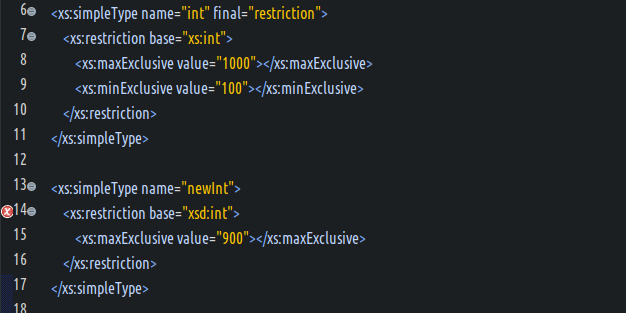 6 <xs:simpleType name="int" final="restriction">
7 <xs:restriction base="xs:int">
8 <xs:maxExclusive value="1000"></xs:maxExclusive>
9 <xs:minExclusive value="100"></xs:minExclusive>
10 </xs:restriction>
11 </xs:simpleType>
12
13 <xs:simpleType name="newInt">
14 <xs:restriction base="xsd:int">
15 <xs:maxExclusive value="900"></xs:maxExclusive>
16 </xs:restriction>
17 </xs:simpleType>
18